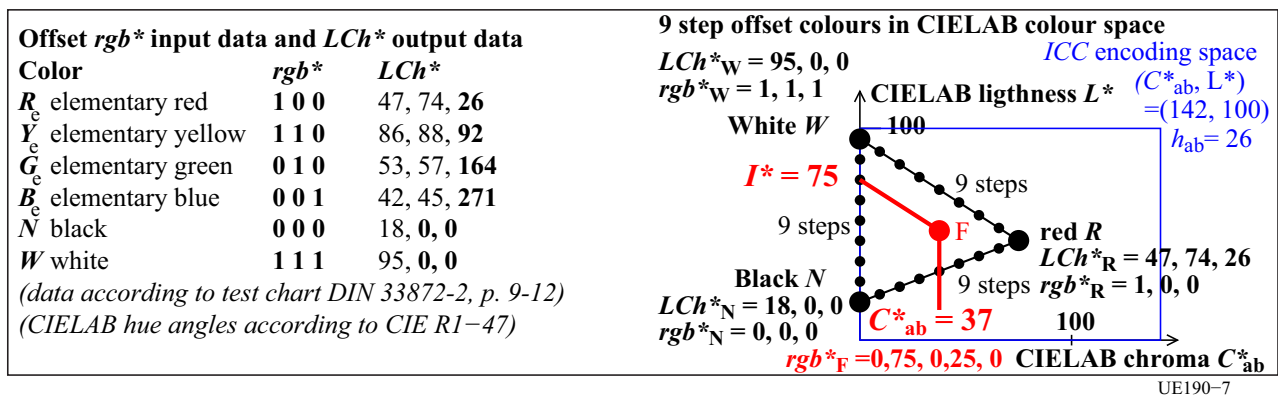 Offset rgb* input data and LCh* output data
Color rgb* LCh*
Re elementary red 1 0 0 47, 74, 26
Ye elementary yellow 1 1 0 86, 88, 92
Ge elementary green 0 1 0 53, 57, 164
Be elementary blue 0 0 1 42, 45, 271
N black 0 0 0 18, 0, 0
W white 1 1 1 95, 0, 0
(data according to test chart DIN 33872-2, p. 9-12)
(CIELAB hue angles according to CIE R1−47)
9 step offset colours in CIELAB colour space
LCh*W = 95, 0, 0
rgb*W = 1, 1, 1
White W
ICC encoding space
(C*ab, L*)
=(142, 100)
hab= 26
CIELAB ligthness L*
100
I* = 75
9 steps
9 steps
F
red R
LCh*R = 47, 74, 26
rgb*R = 1, 0, 0
9 steps
Black N
LCh*N = 18, 0, 0
rgb*N = 0, 0, 0
C*ab = 37
100
rgb*F =0,75, 0,25, 0
CIELAB chroma C*ab
UE190−7